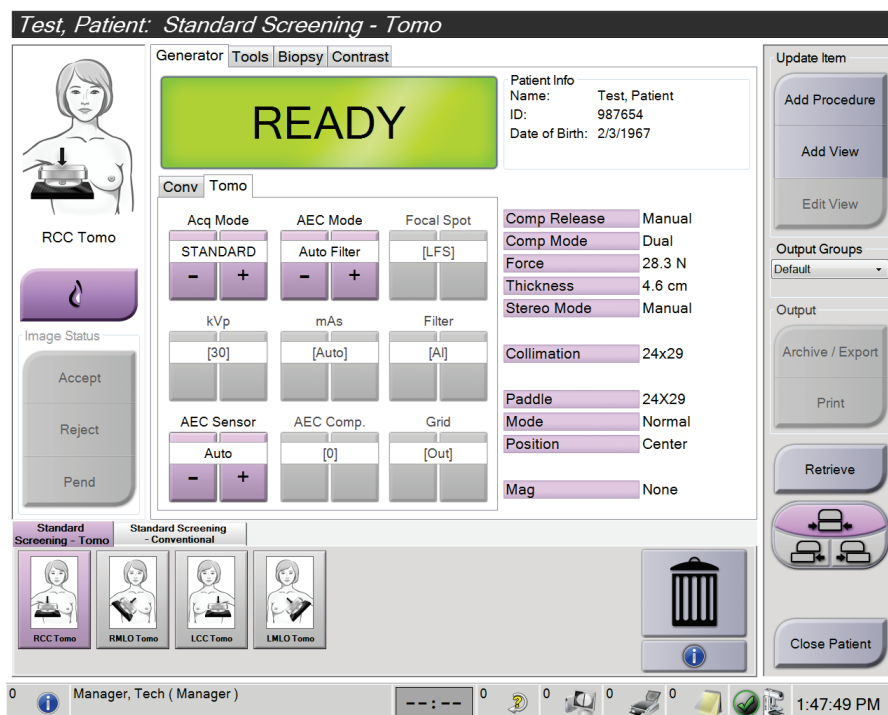 Test, Patient: Standard Screening - Tomo
Generator Tools Biopsy Contrast
READY
Patient Info
Name: Test, Patient
ID: 987654
Date of Birth: 2/3/1967
RCC Tomo
Image Status
Accept
Reject
Pend
Conv Tomo
Acq Mode AEC Mode Focal Spot
STANDARD Auto Filter [LFS]
- + - +
kVp mAs Filter
[30] [Auto] [Al]
AEC Sensor AEC Comp. Grid
Auto [0] [Out]
- +
Comp Release Manual
Comp Mode Dual
Force 28.3 N
Thickness 4.6 cm
Stereo Mode Manual
Collimation 24x29
Paddle 24X29
Mode Normal
Position Center
Mag None
Update Item
Add Procedure
Add View
Edit View
Output Groups
Default
Output
Archive / Export
Print
Retrieve
Close Patient
Standard
Screening - Tomo
Standard Screening
- Conventional
RCC Tomo RMLO Tomo LCC Tomo LMLO Tomo
0 Manager, Tech ( Manager ) --:-- 0 0 0 0 1:47:49 PM